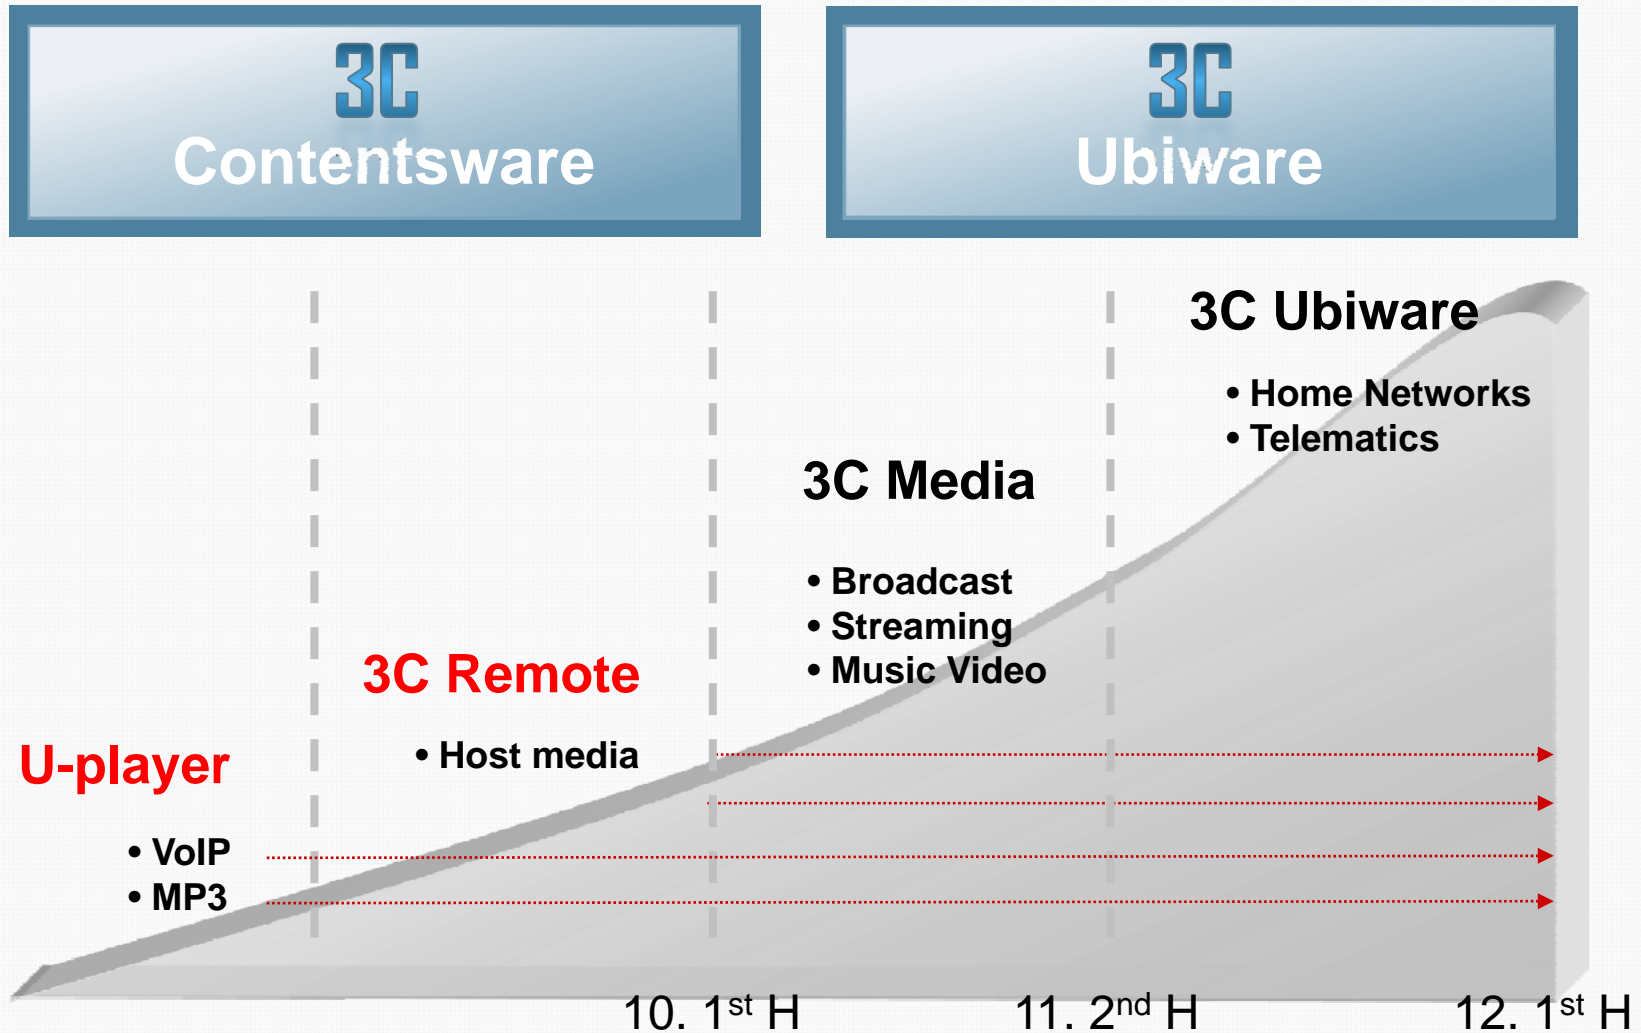 3C
Contentsware
3C
Ubiware
3C Ubiware
• Home Networks
• Telematics
3C Media
• Broadcast
• Streaming
• Music Video
3C Remote
• Host media
U-player
• VoIP
• MP3
10. 1st H
11. 2nd H
12. 1st H